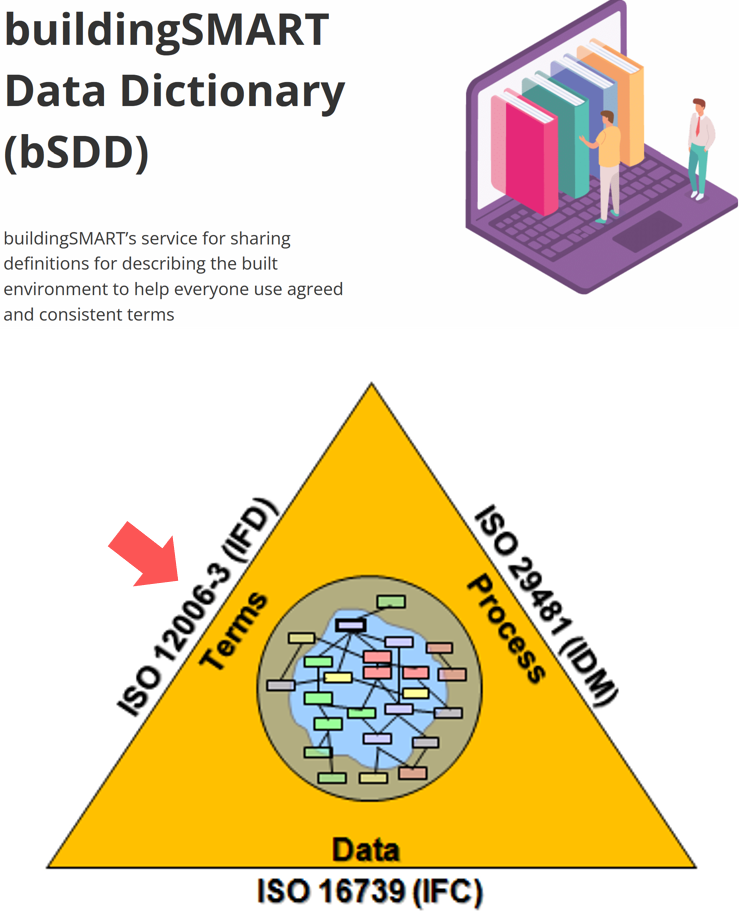 buildingSMART
Data Dictionary
(bSDD)
buildingSMART’s service for sharing
definitions for describing the built
environment to help everyone use agreed
and consistent terms
ISO 12006-3 (IFD)
Terms
ISO 29481 (IDM)
Process
Data
ISO 16739 (IFC)